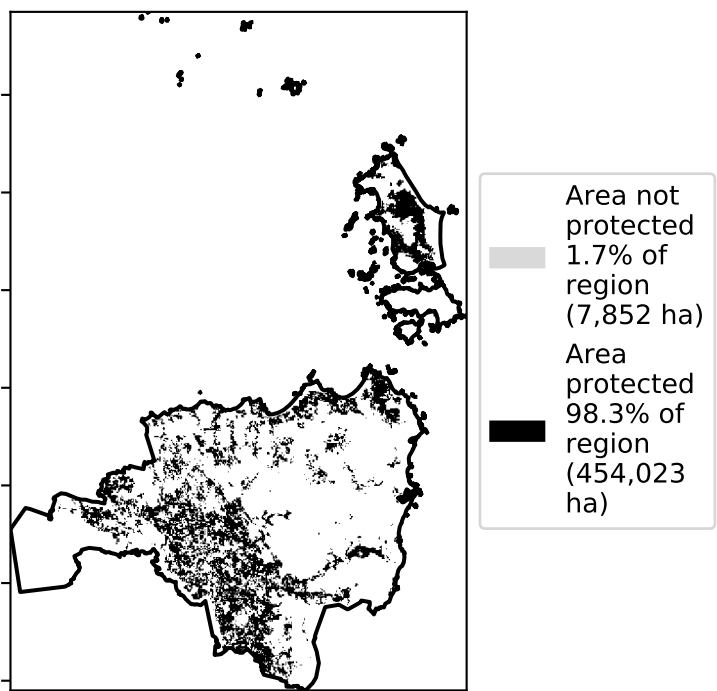 Area not
protected
1.7% of
region
(7,852 ha)
Area
protected
98.3% of
region
(454,023
ha)